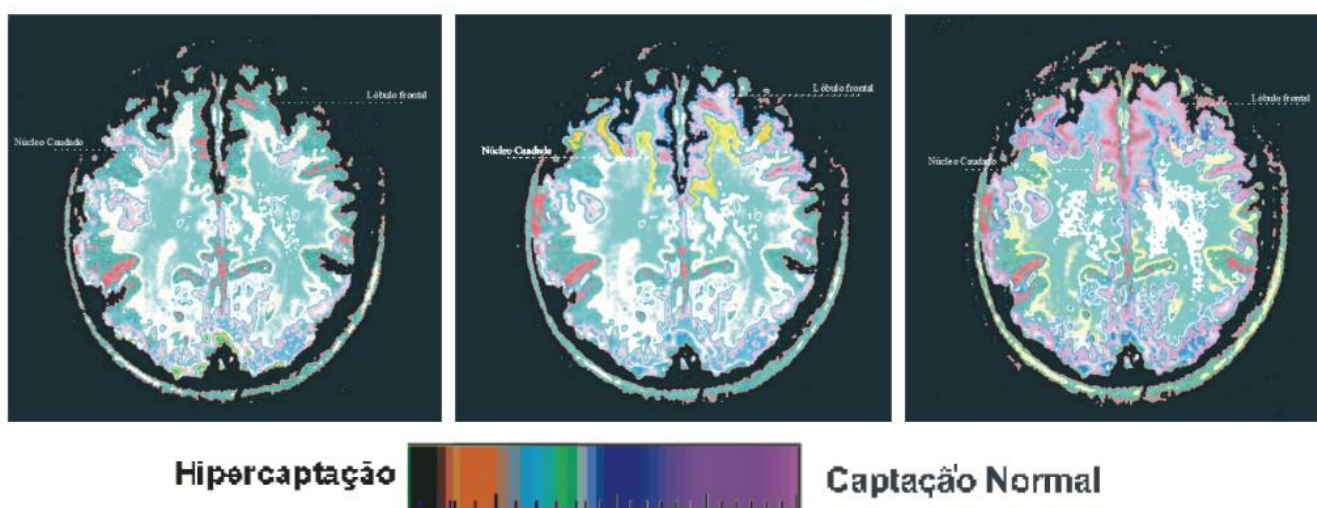 Lóbulo frontal
Núcleo Caudado
Lóbulo frontal
Núcleo Caudado
Lóbulo frontal
Núcleo Caudado
Hipercaptação
Captação Normal